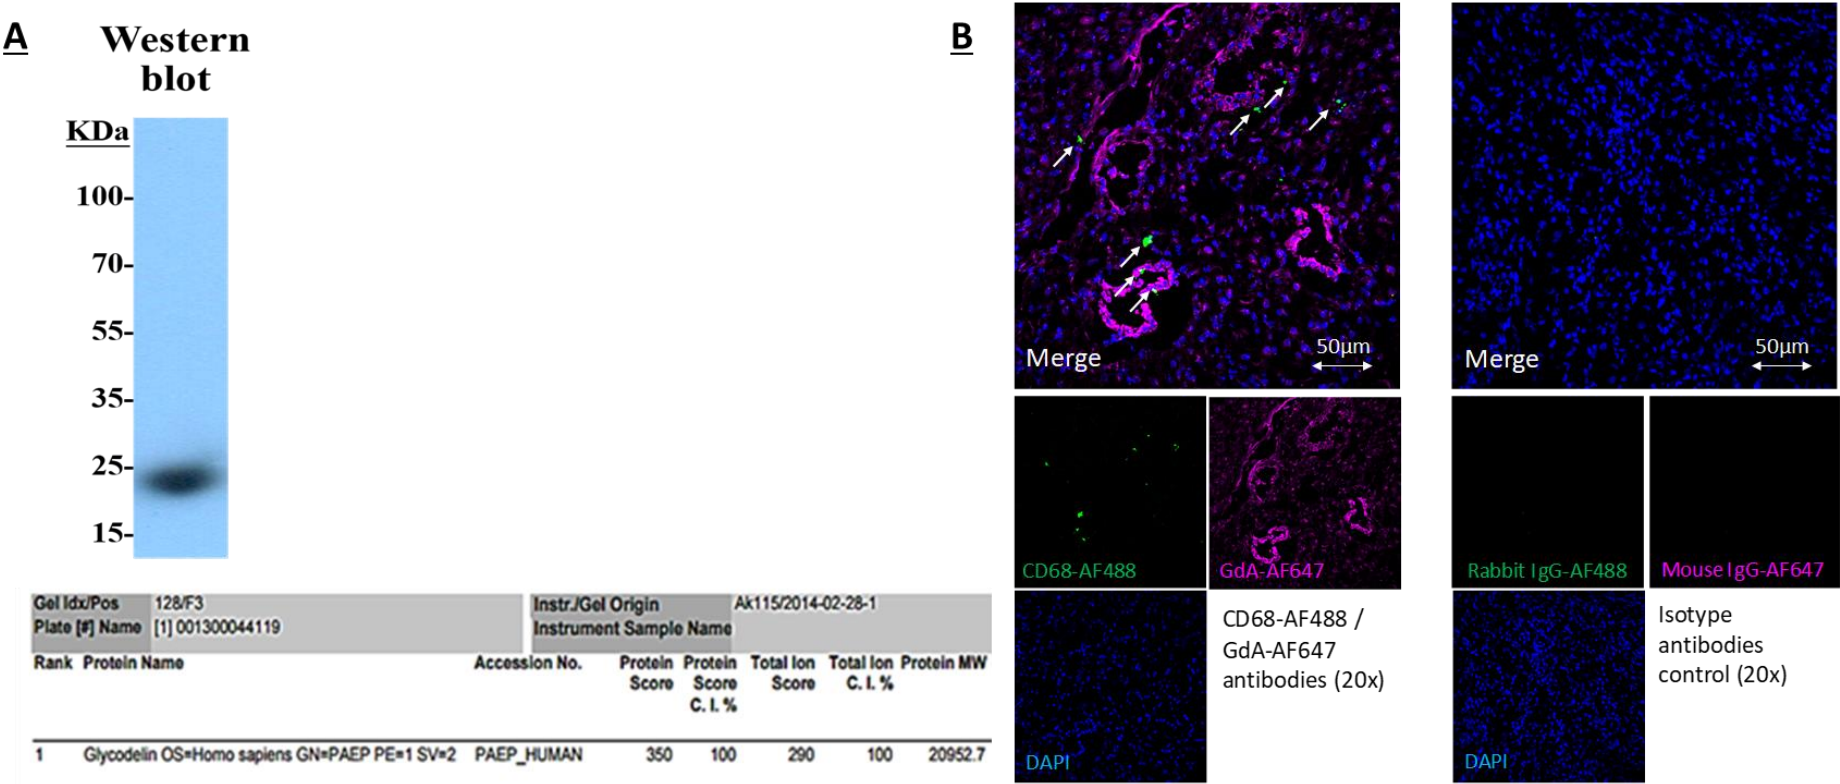 A
Western
blot
KDa
100-
70-
55-
35-
25-
15-
Gel Idx/Pos 128/F3 Instr./Gel Origin Ak115/2014-02-28-1
Plate [#] Name [1] 001300044119 Instrument Sample Name
Rank Protein Name Accession No. Protein Score Protein Score C. I. % Total Ion Score Total Ion C. I. % Protein MW
1 Glycodelin OS=Homo sapiens GN=PAEP PE=1 SV=2 PAEP_HUMAN 350 100 290 100 20952.7
B
Merge 50µm
CD68-AF488
GdA-AF647
DAPI
CD68-AF488 /
GdA-AF647
antibodies (20x)
Merge 50µm
Rabbit IgG-AF488
Mouse IgG-AF647
DAPI
Isotype
antibodies
control (20x)